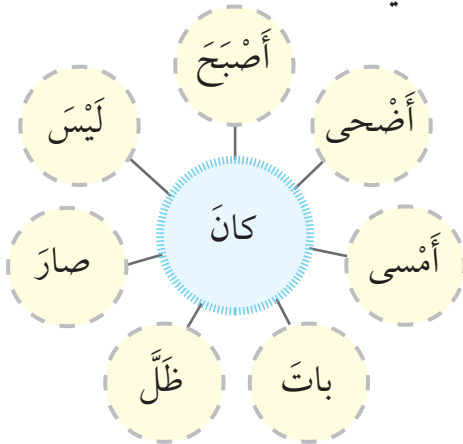 أَصْبَحَ
أَضْحى
لَيْسَ
كانَ
أَمْسى
صارَ
باتَ
ظَلَّ